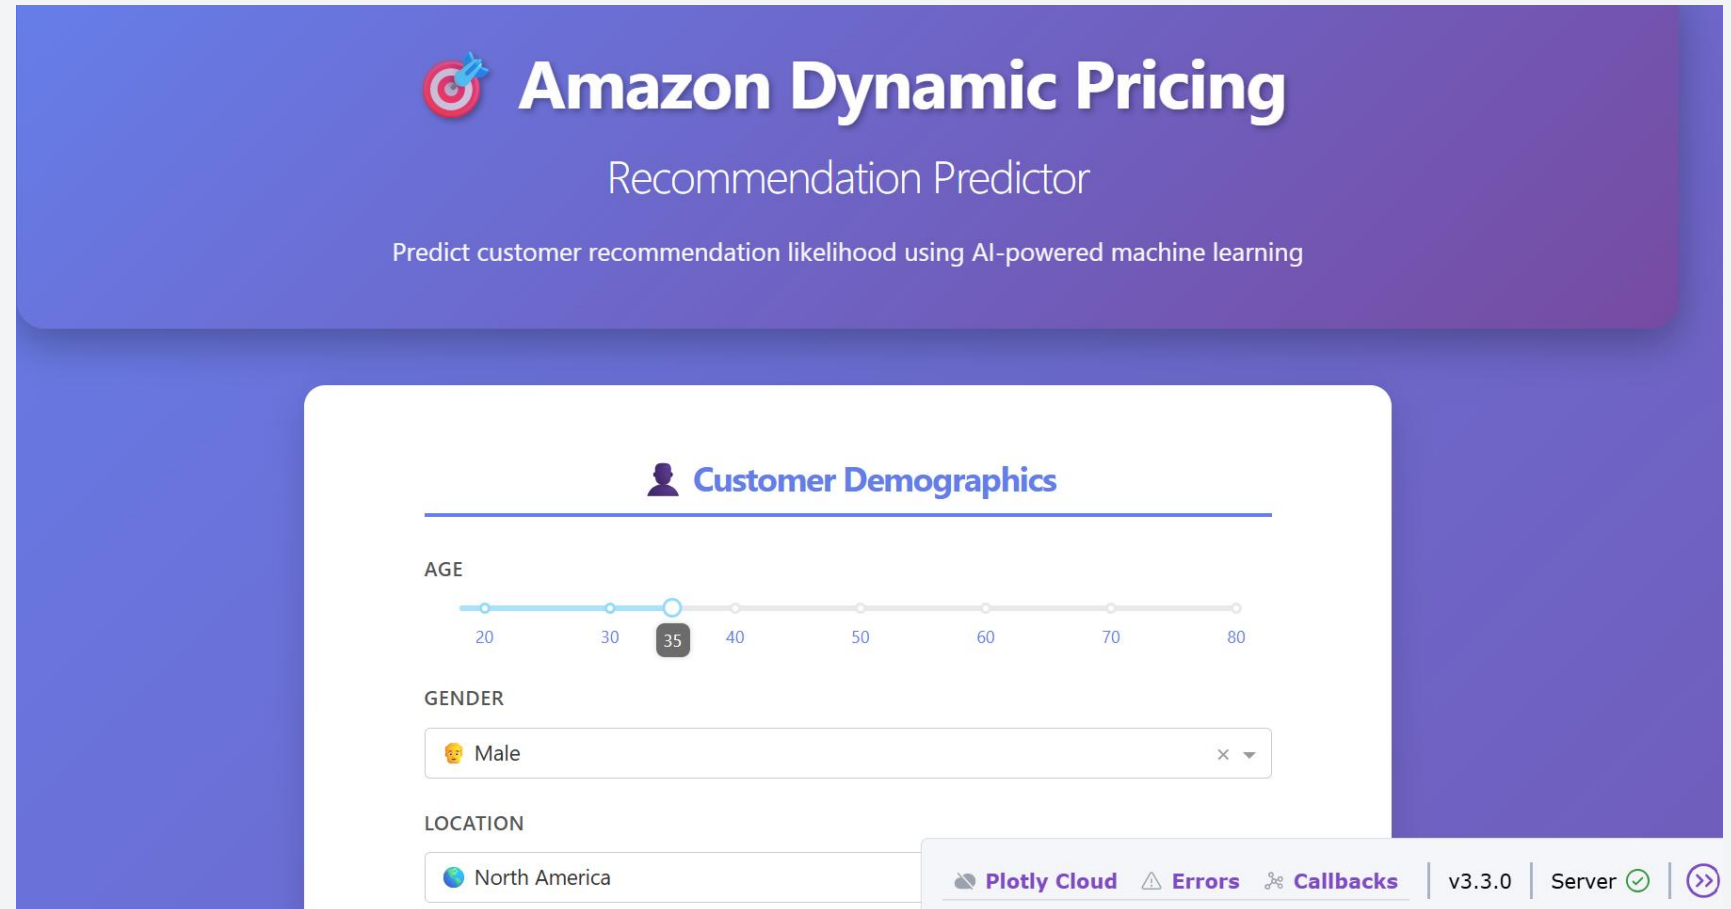 Amazon Dynamic Pricing
Recommendation Predictor
Predict customer recommendation likelihood using AI-powered machine learning
Customer Demographics
AGE
20 30 35 40 50 60 70 80
GENDER
Male
LOCATION
North America
Plotly Cloud Errors Callbacks v3.3.0 Server